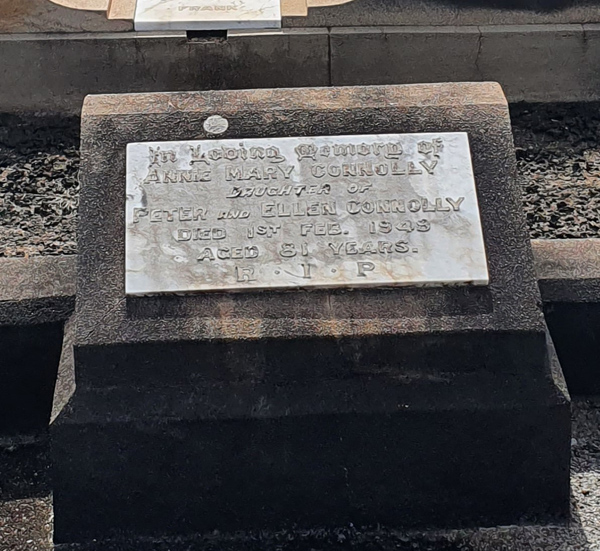 In Loving Memory of
ANNIE MARY CONNOLLY
DAUGHTER OF
PETER AND ELLEN CONNOLLY
DIED 1ST FEB. 1949
AGED 81 YEARS.
R · I · P